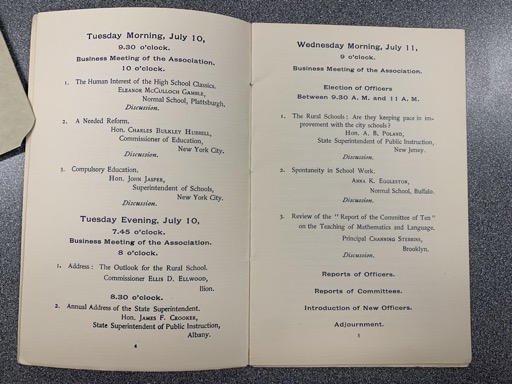 Tuesday Morning, July 10,
9.30 o'clock.
Business Meeting of the Association.
10 o'clock.
1. The Human Interest of the High School Classics.
Eleanor McCulloch Gamble,
Normal School, Plattsburgh,
Discussion.
2. A Needed Reform.
Hon. Charles Bulkley Hubbell,
Commissioner of Education,
New York City.
Discussion.
3. Compulsory Education.
Hon. John Jasper,
Superintendent of Schools,
New York City.
Discussion.
Tuesday Evening, July 10,
7.45 o'clock.
Business Meeting of the Association.
8 o'clock.
1. Address: The Outlook for the Rural School.
Commissioner Ellis D. Elwood,
Ilion.
8.30 o'clock.
2. Annual Address of the State Superintendent.
Hon. James F. Crooker,
State Superintendent of Public Instruction,
Albany.
4
Wednesday Morning, July 11,
9 o'clock.
Business Meeting of the Association.
Election of Officers
Between 9.30 A. M. and 11 A. M.
1. The Rural Schools: Are they keeping pace in im-
provement with the city schools?
Hon. A. B. Poland,
State Superintendent of Public Instruction,
New Jersey.
Discussion.
2. Spontaneity in School Work.
Anna K. Eggleston,
Normal School, Buffalo.
Discussion.
3. Review of the "Report of the Committee of Ten"
on the Teaching of Mathematics and Language.
Principal Channing Stebbins,
Brooklyn.
Discussion.
Reports of Officers.
Reports of Committees.
Introduction of New Officers.
Adjournment.
5